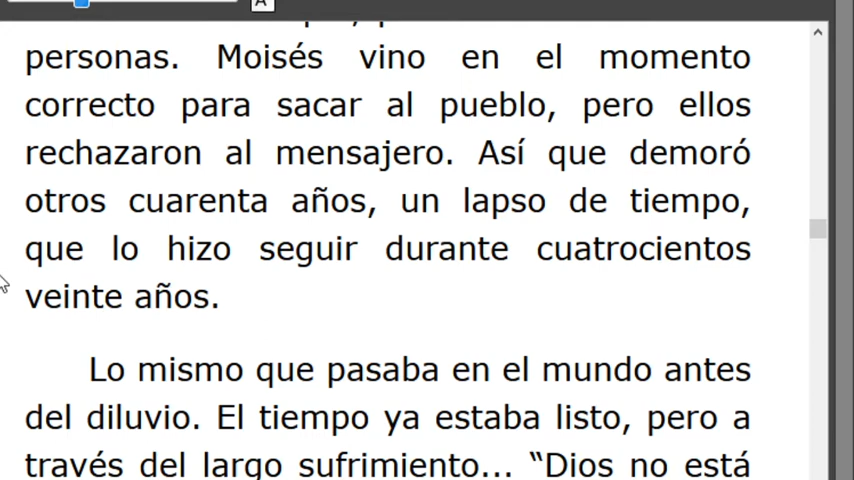 personas. Moisés vino en el momento
correcto para sacar al pueblo, pero ellos
rechazaron al mensajero. Así que demoró
otros cuarenta años, un lapso de tiempo,
que lo hizo seguir durante cuatrocientos
veinte años.
Lo mismo que pasaba en el mundo antes
del diluvio. El tiempo ya estaba listo, pero a
través del largo sufrimiento... “Dios no está